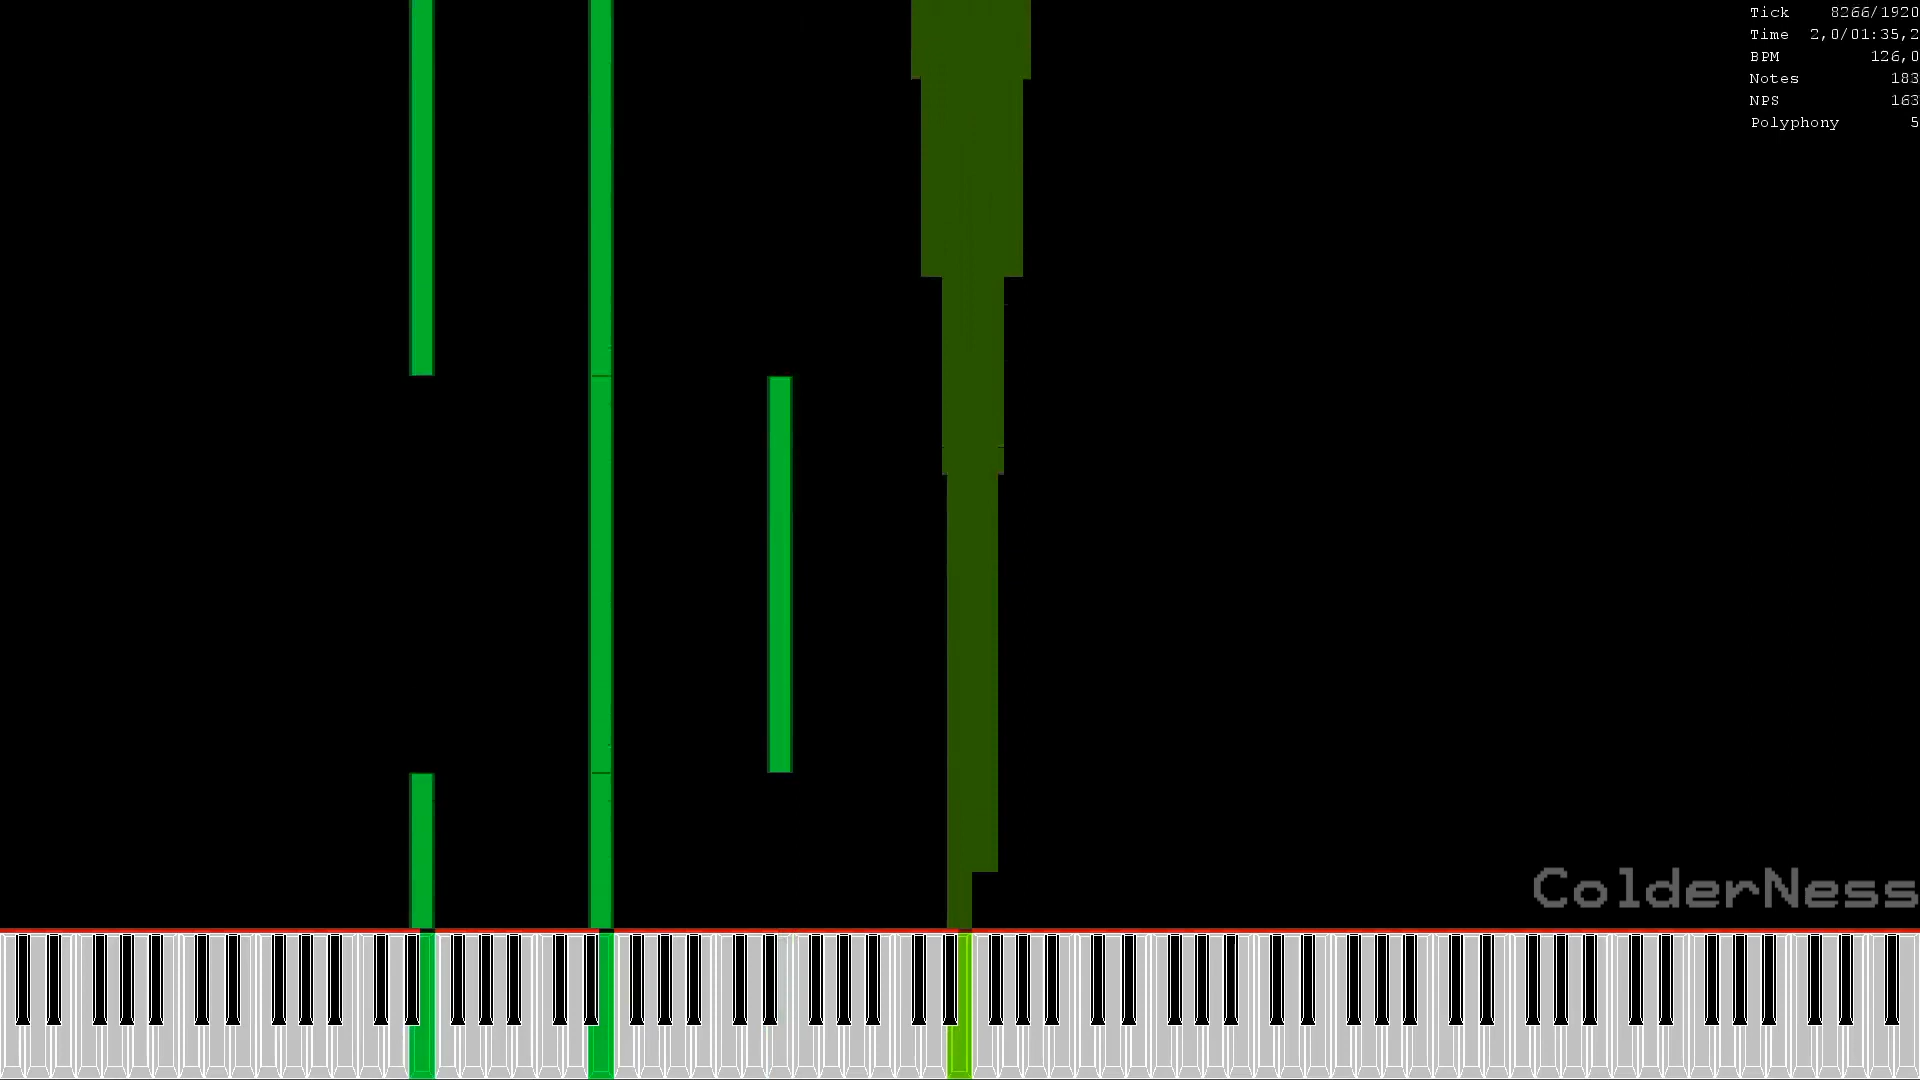 Tick 8266/1920
Time 2,0/01:35,2
BPM 126,0
Notes 183
NPS 163
Polyphony 5
ColderNess